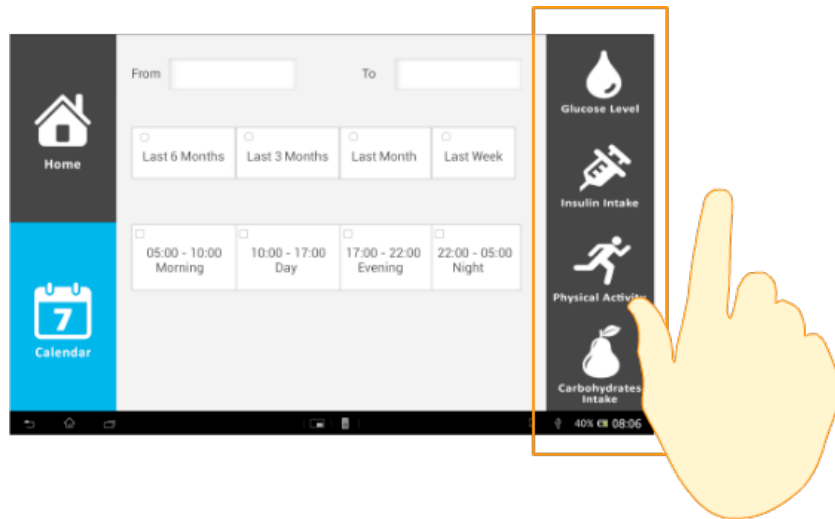 Home
7
Calendar
From
To
Last 6 Months
Last 3 Months
Last Month
Last Week
05:00 - 10:00
Morning
10:00 - 17:00
Day
17:00 - 22:00
Evening
22:00 - 05:00
Night
Glucose Level
Insulin Intake
Physical Activity
Carbohydrates
Intake
40% 08:06